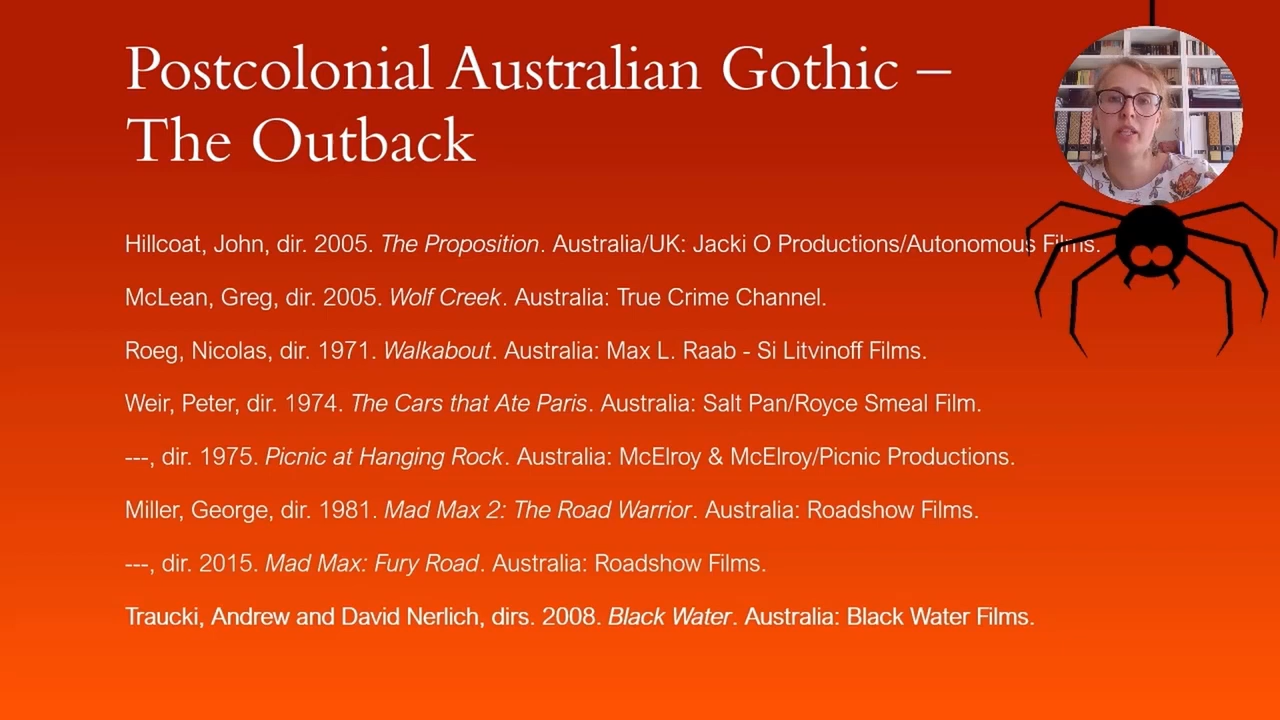 Postcolonial Australian Gothic –
The Outback
Hillcoat, John, dir. 2005. The Proposition. Australia/UK: Jacki O Productions/Autonomous Films.
McLean, Greg, dir. 2005. Wolf Creek. Australia: True Crime Channel.
Roeg, Nicolas, dir. 1971. Walkabout. Australia: Max L. Raab - Si Litvinoff Films.
Weir, Peter, dir. 1974. The Cars that Ate Paris. Australia: Salt Pan/Royce Smeal Film.
---, dir. 1975. Picnic at Hanging Rock. Australia: McElroy & McElroy/Picnic Productions.
Miller, George, dir. 1981. Mad Max 2: The Road Warrior. Australia: Roadshow Films.
---, dir. 2015. Mad Max: Fury Road. Australia: Roadshow Films.
Traucki, Andrew and David Nerlich, dirs. 2008. Black Water. Australia: Black Water Films.